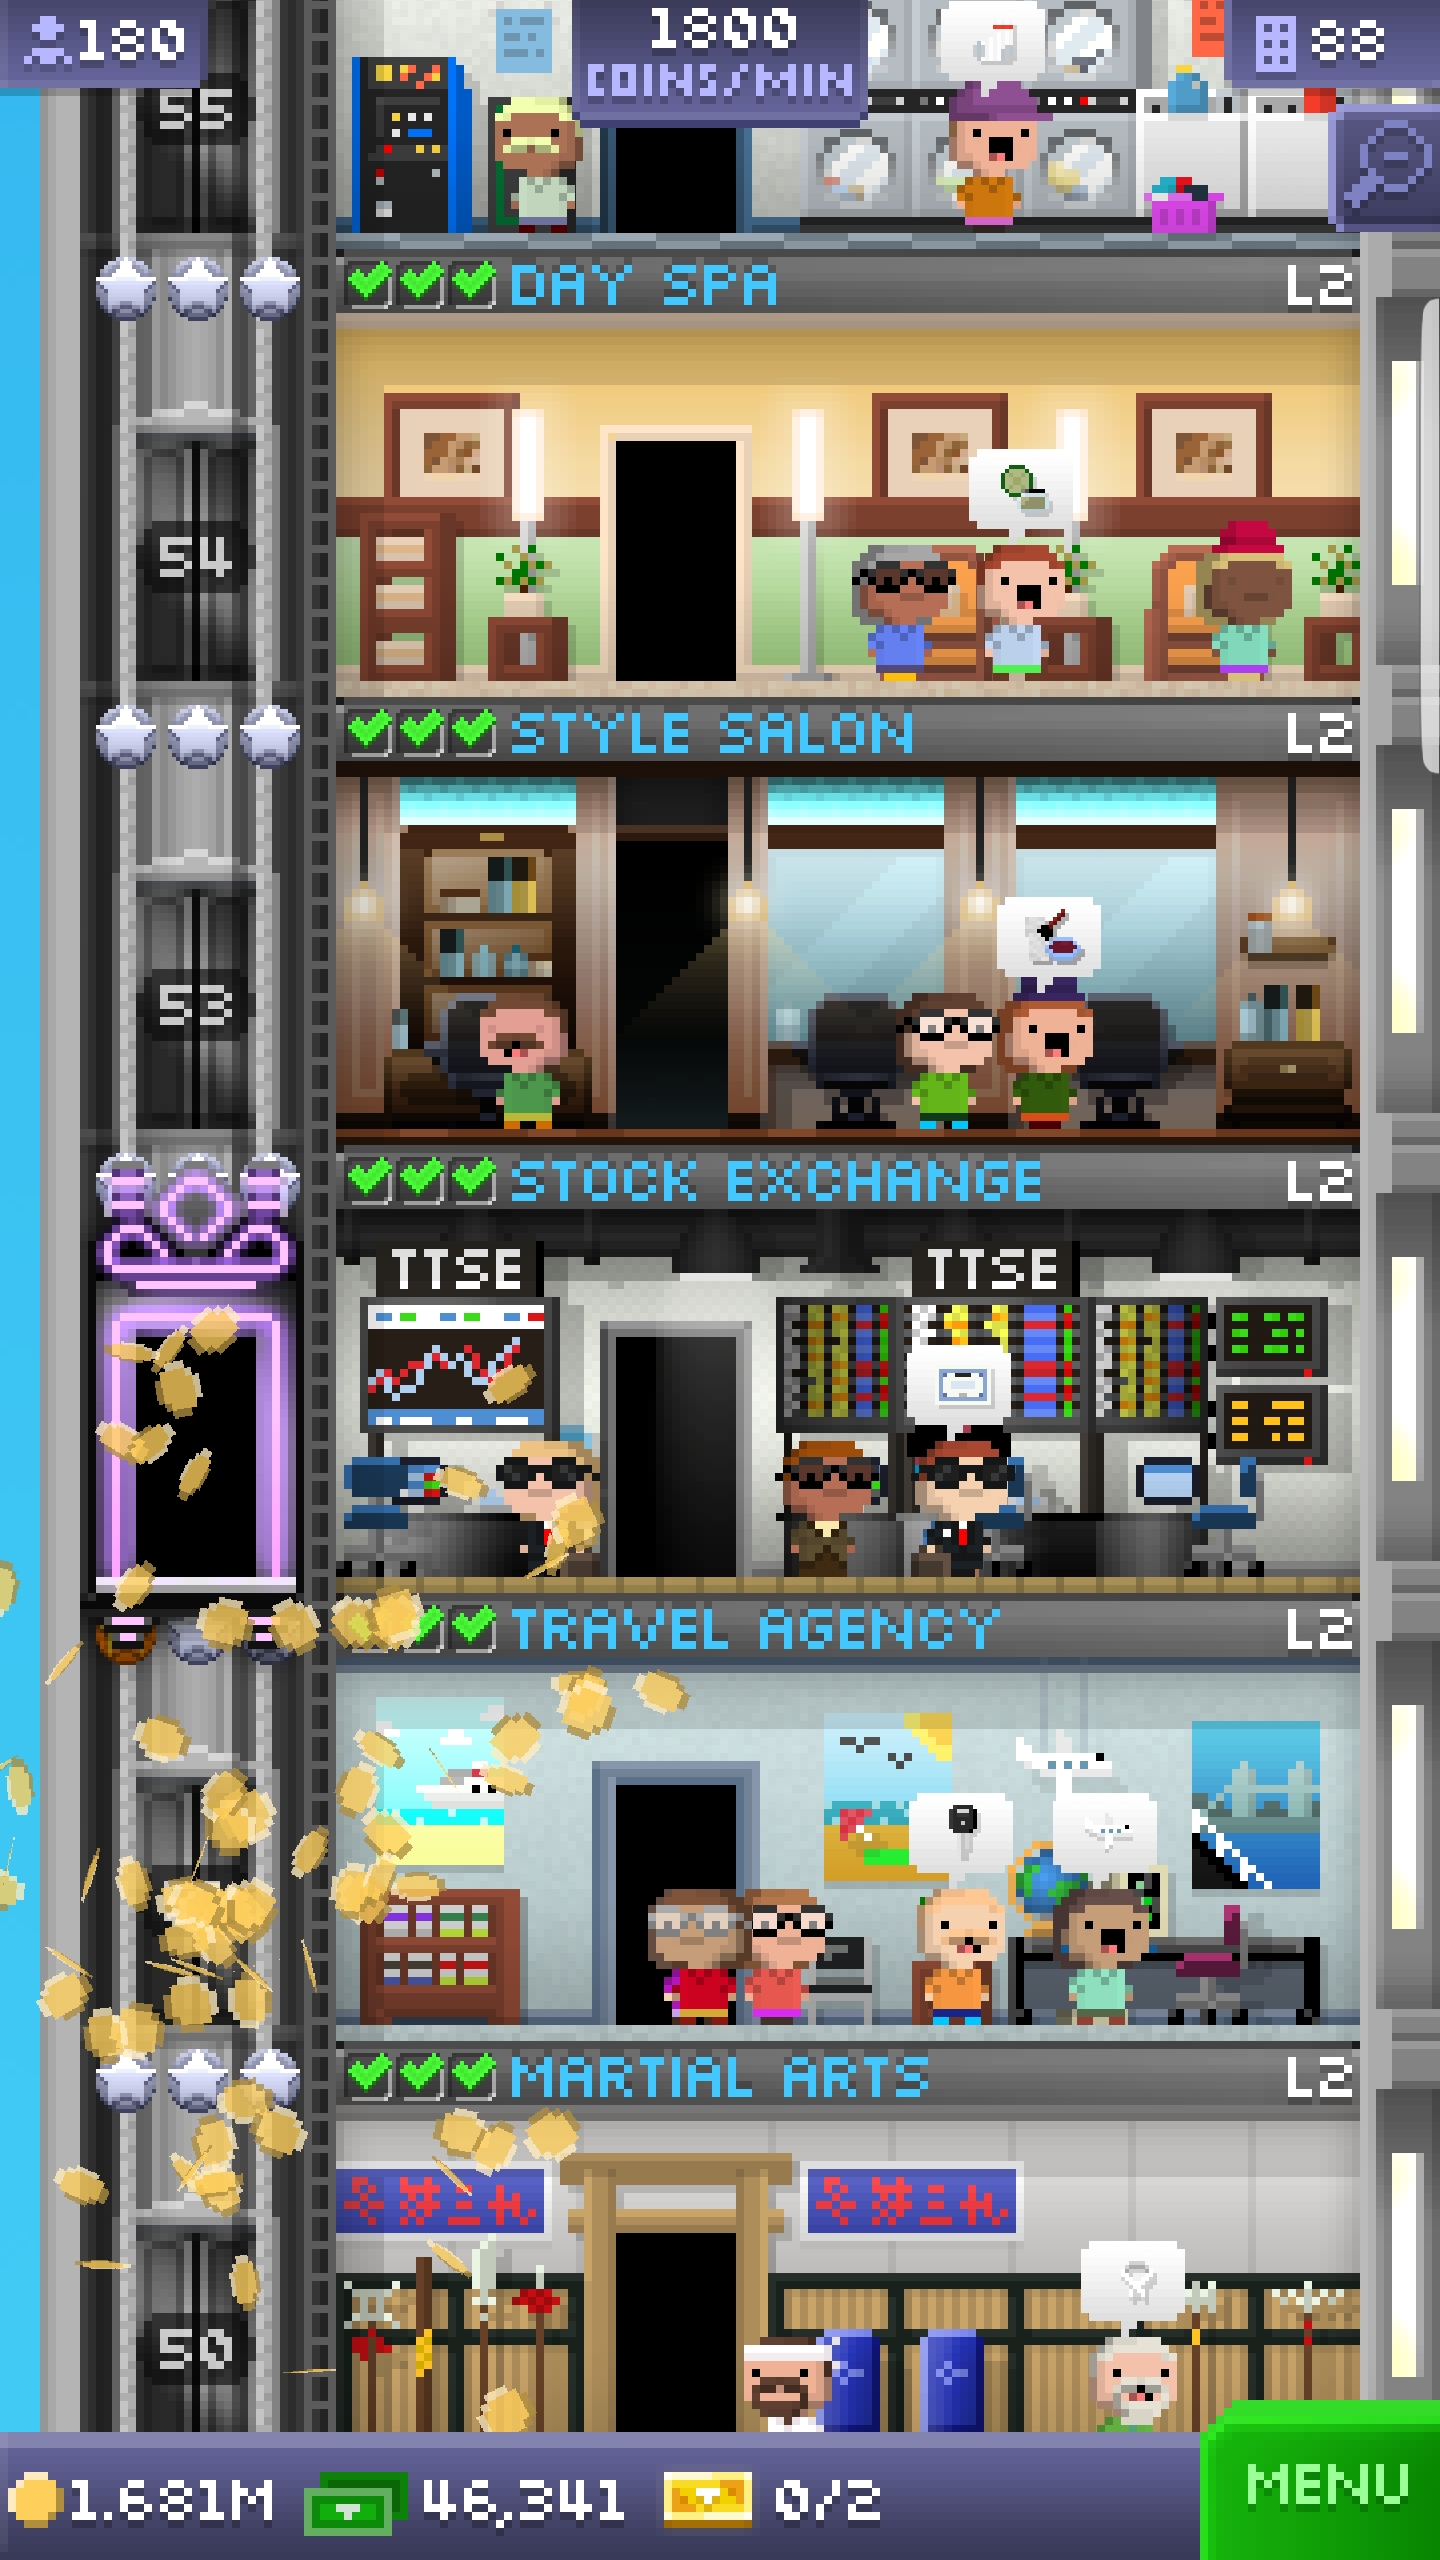 180
1800
COINS/MIN
88
55
DAY SPA L2
54
STYLE SALON L2
53
STOCK EXCHANGE L2
TTSE TTSE
TRAVEL AGENCY L2
MARTIAL ARTS L2
50
1.681M 46,341 0/2
MENU